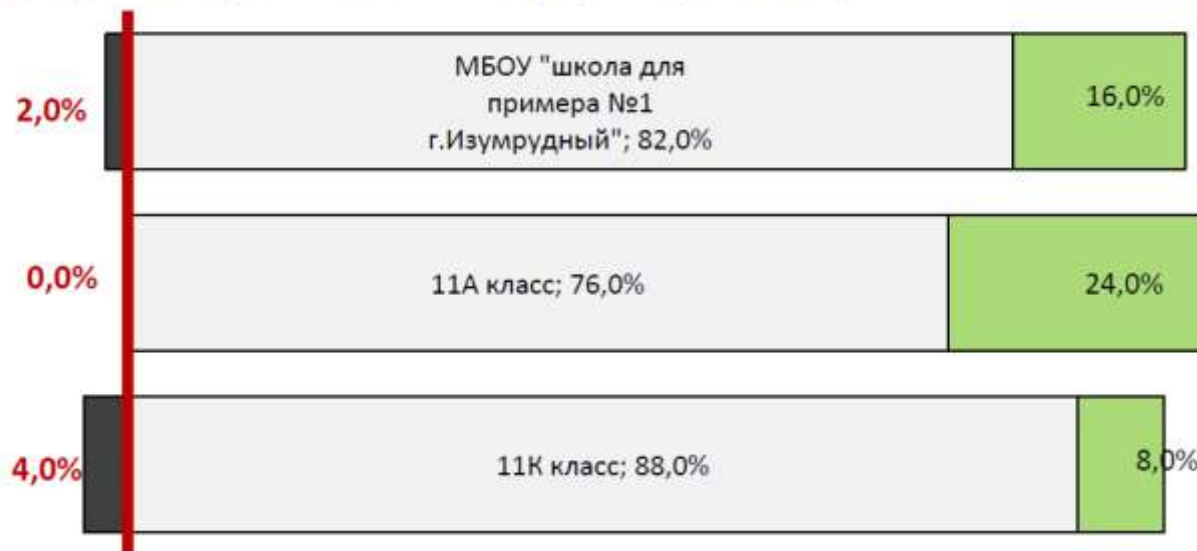 2,0%
МБОУ "школа для
примера №1
г.Изумрудный"; 82,0%
16,0%
0,0%
11А класс; 76,0%
24,0%
4,0%
11К класс; 88,0%
8,0%